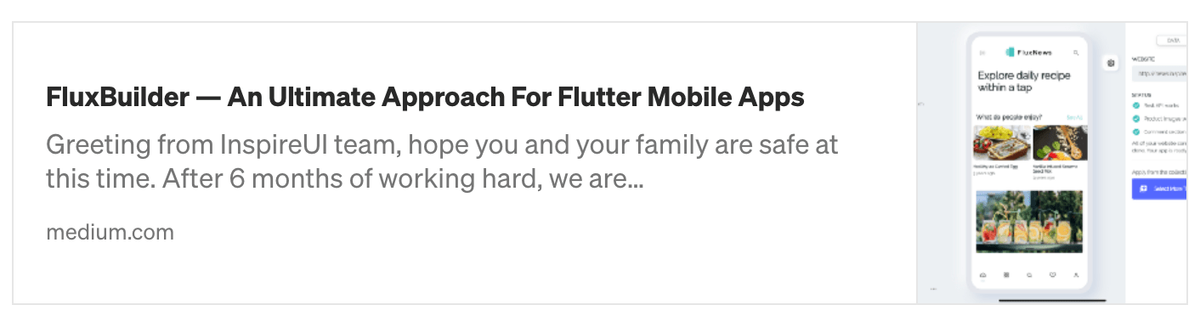 FluxBuilder — An Ultimate Approach For Flutter Mobile Apps
Greeting from InspireUI team, hope you and your family are safe at
this time. After 6 months of working hard, we are...
medium.com
FluxNews
Explore daily recipe
within a tap
What do people enjoy?
WEBSITE
STATUS